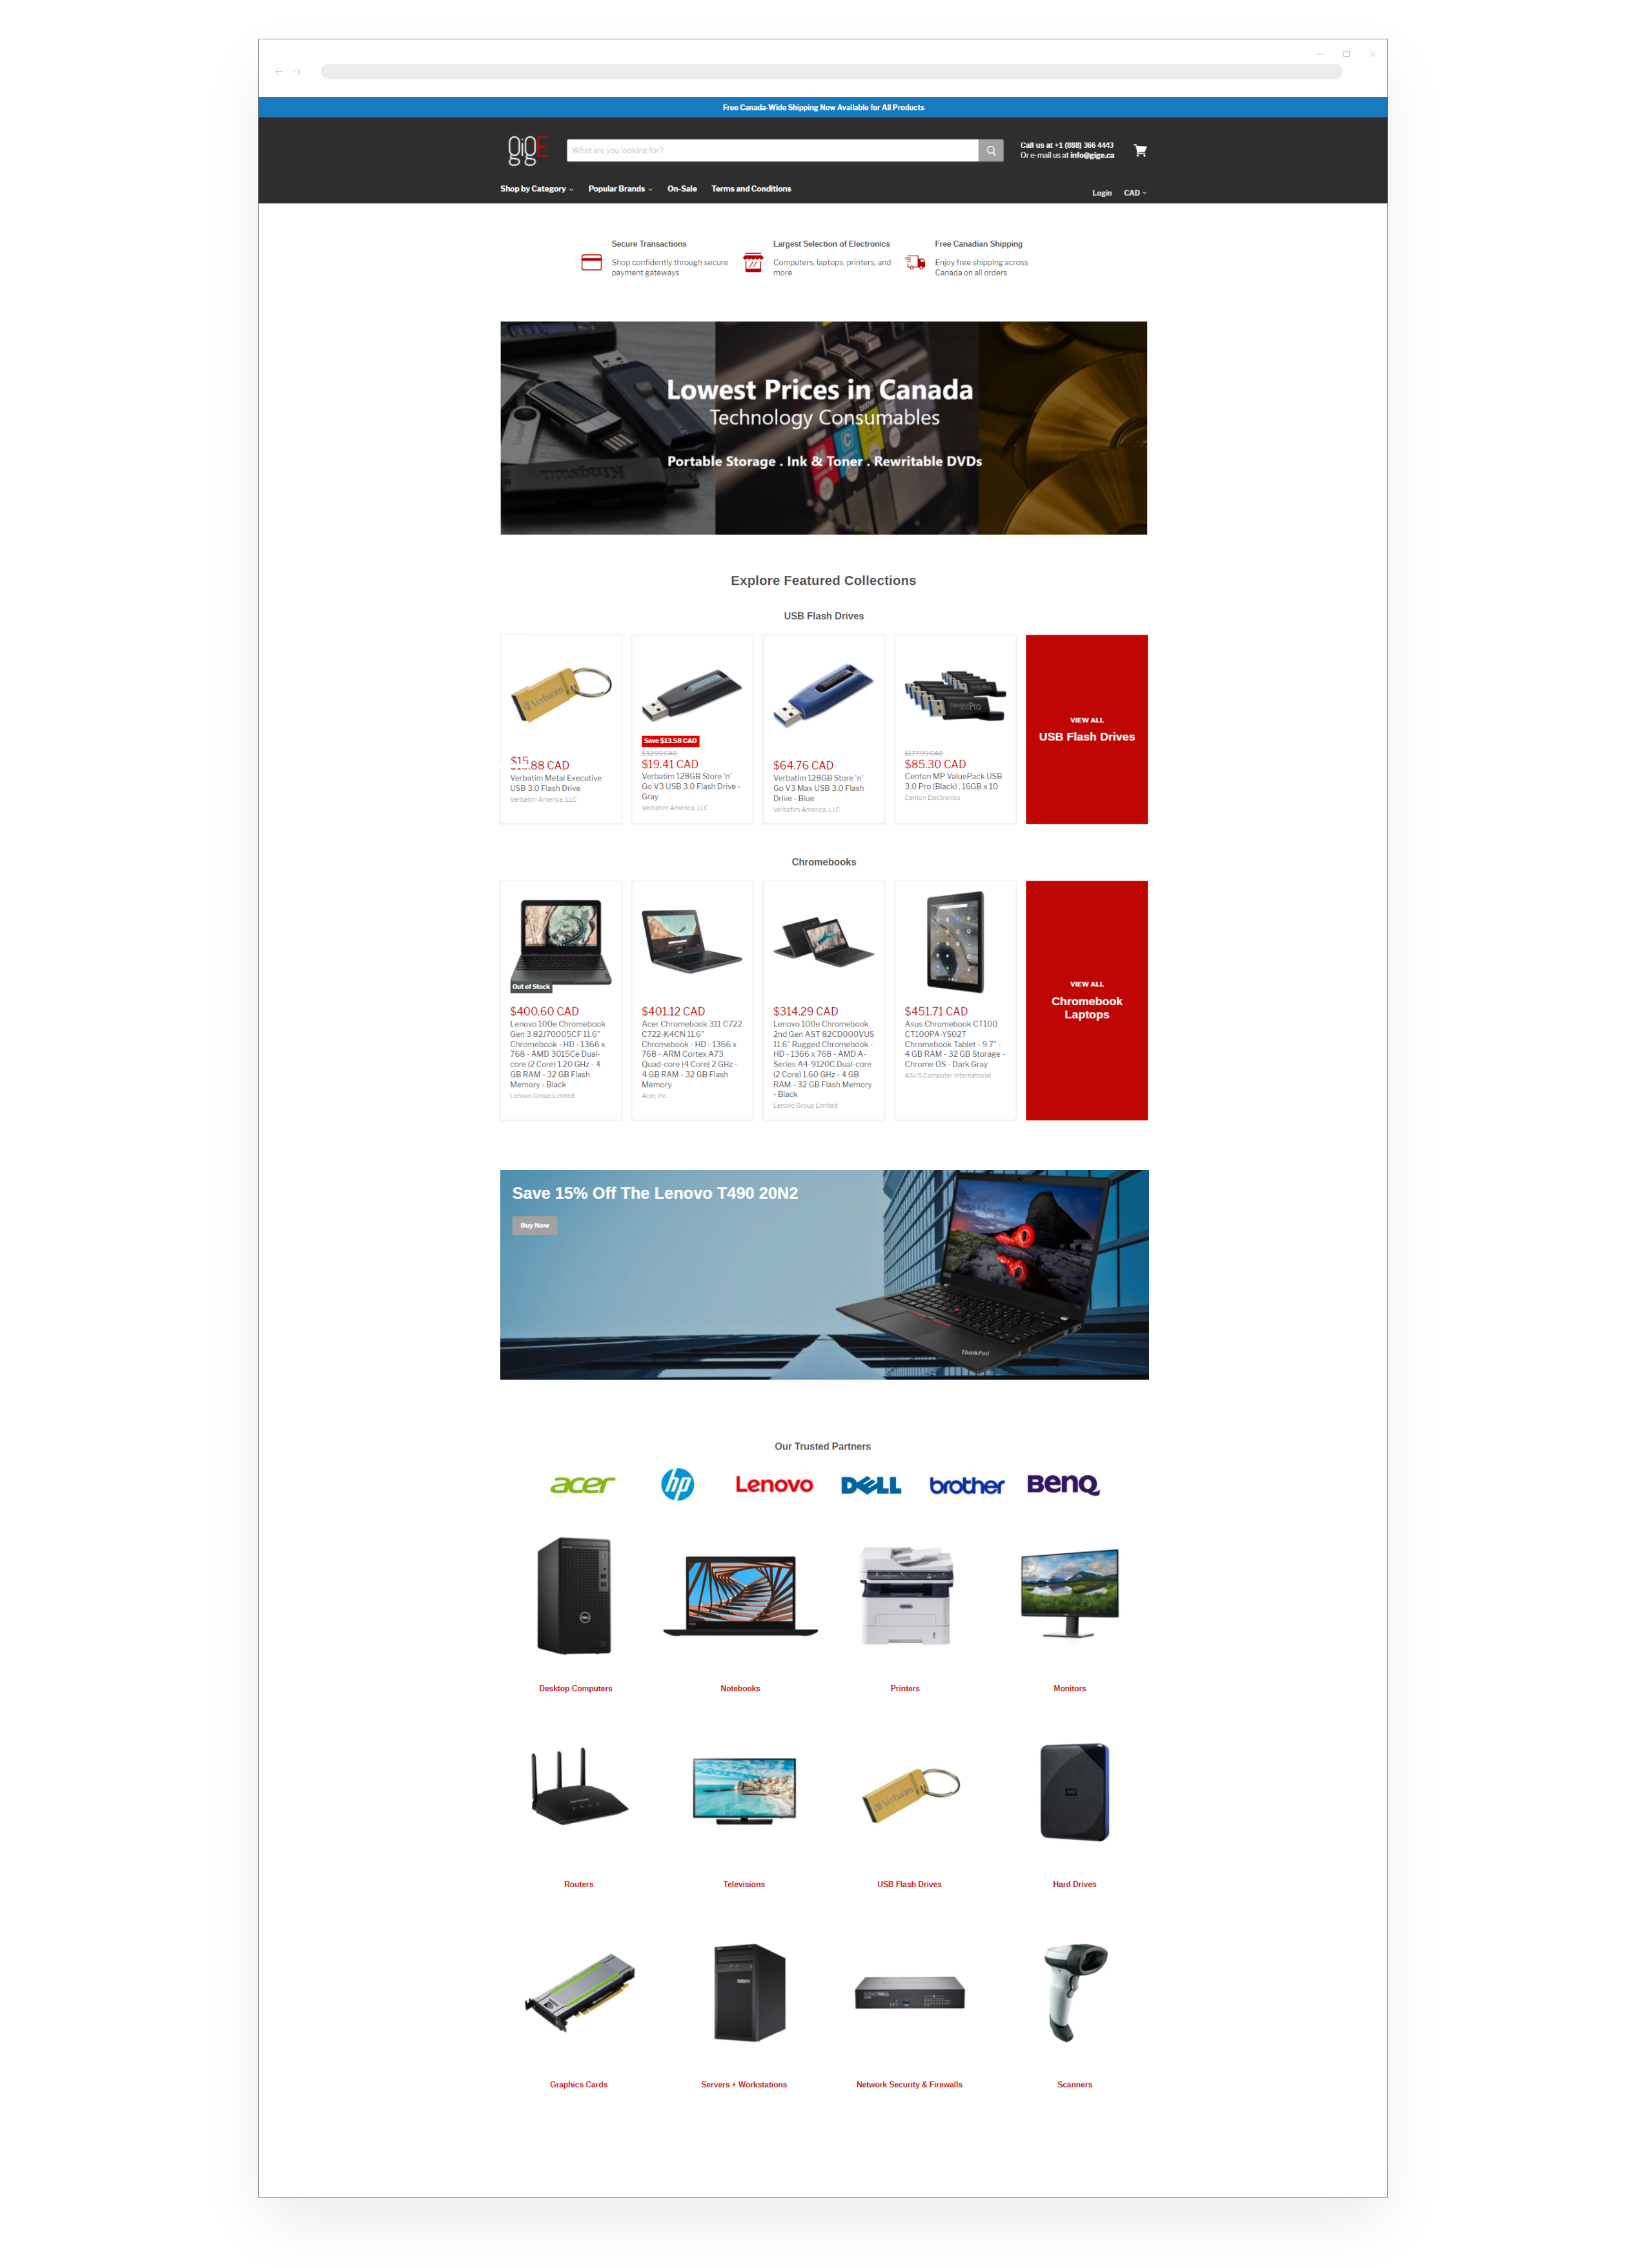 Free Canada-Wide Shipping Now Available for All Products
gigE
What are you looking for?
Call us at +1 (888) 366 4443
Or e-mail us at info@gige.ca
Shop by Category
Popular Brands
On-Sale
Terms and Conditions
Login
CAD
Secure Transactions
Shop confidently through secure
payment gateways
Largest Selection of Electronics
Computers, laptops, printers, and
more
Free Canadian Shipping
Enjoy free shipping across
Canada on all orders
Lowest Prices in Canada
Technology Consumables
Portable Storage . Ink & Toner . Rewritable DVDs
Kingston
Explore Featured Collections
USB Flash Drives
Verbatim
$15.88 CAD
Verbatim Metal Executive
USB 3.0 Flash Drive
Verbatim America, LLC
Save $13.58 CAD
$32.99 CAD
$19.41 CAD
Verbatim 128GB Store 'n'
Go V3 USB 3.0 Flash Drive -
Gray
Verbatim America, LLC
$64.76 CAD
Verbatim 128GB Store 'n'
Go V3 Max USB 3.0 Flash
Drive - Blue
Verbatim America, LLC
Pro
$177.99 CAD
$85.30 CAD
Centon MP ValuePack USB
3.0 Pro (Black) , 16GB x 10
Centon Electronics
VIEW ALL
USB Flash Drives
Chromebooks
Out of Stock
$400.60 CAD
Lenovo 100e Chromebook
Gen 3 82J70005CF 11.6"
Chromebook - HD - 1366 x
768 - AMD 3015Ce Dual-
core (2 Core) 1.20 GHz - 4
GB RAM - 32 GB Flash
Memory - Black
Lenovo Group Limited
$401.12 CAD
Acer Chromebook 311 C722
C722-K4CN 11.6"
Chromebook - HD - 1366 x
768 - ARM Cortex A73
Quad-core (4 Core) 2 GHz -
4 GB RAM - 32 GB Flash
Memory
Acer, Inc
$314.29 CAD
Lenovo 100e Chromebook
2nd Gen AST 82CD000VUS
11.6" Rugged Chromebook -
HD - 1366 x 768 - AMD A-
Series A4-9120C Dual-core
(2 Core) 1.60 GHz - 4 GB
RAM - 32 GB Flash Memory
- Black
Lenovo Group Limited
$451.71 CAD
Asus Chromebook CT100
CT100PA-YS02T
Chromebook Tablet - 9.7" -
4 GB RAM - 32 GB Storage -
Chrome OS - Dark Gray
ASUS Computer International
VIEW ALL
Chromebook
Laptops
Save 15% Off The Lenovo T490 20N2
Buy Now
ThinkPad
Our Trusted Partners
acer
hp
Lenovo
DELL
brother
BenQ
Desktop Computers
Notebooks
Printers
Monitors
Verbatim
Routers
Televisions
USB Flash Drives
Hard Drives
Graphics Cards
Servers + Workstations
Network Security & Firewalls
Scanners